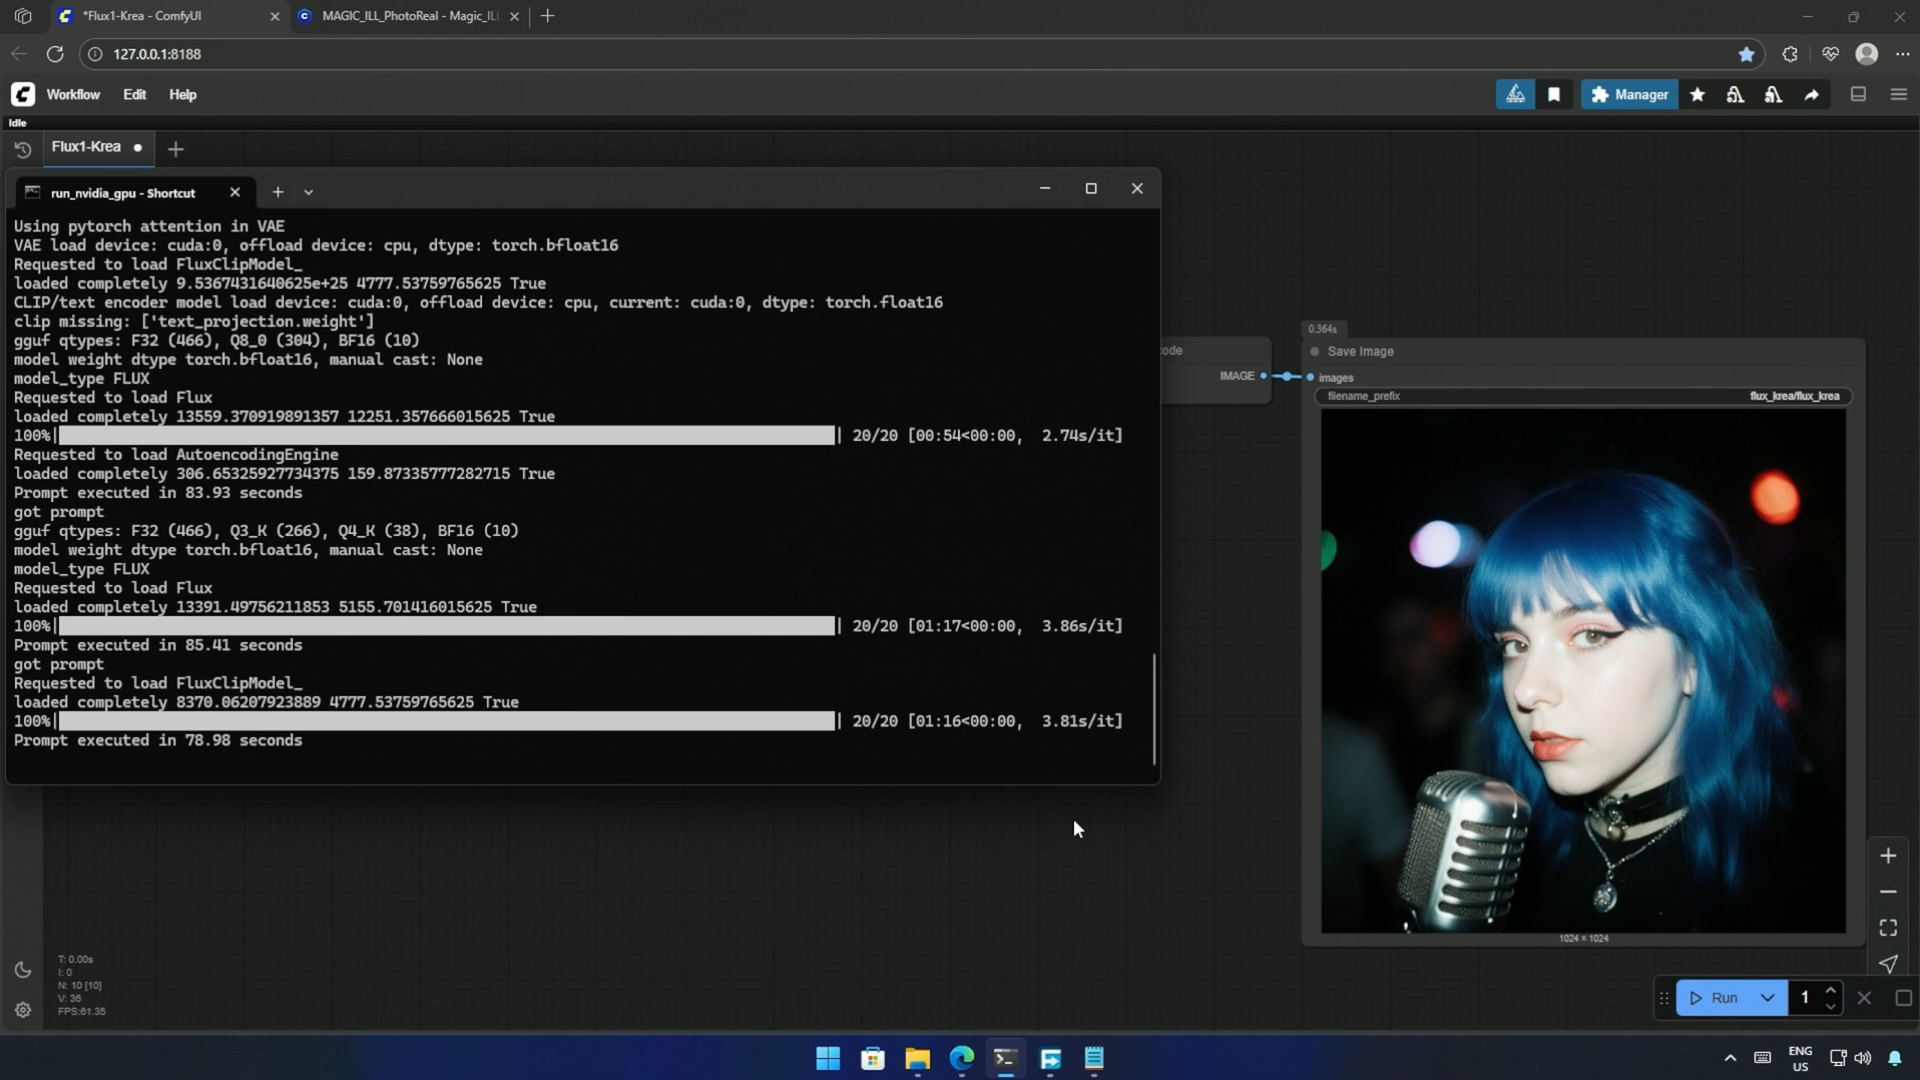 *Flux1-Krea - ComfyUI
MAGIC_ILL_PhotoReal - Magic_ILL
127.0.0.1:8188
Workflow Edit Help
Manager
Idle
Flux1-Krea
run_nvidia_gpu - Shortcut
Using pytorch attention in VAE
VAE load device: cuda:0, offload device: cpu, dtype: torch.bfloat16
Requested to load FluxClipModel_
loaded completely 9.5367431640625e+25 4777.53759765625 True
CLIP/text encoder model load device: cuda:0, offload device: cpu, current: cuda:0, dtype: torch.float16
clip missing: ['text_projection.weight']
gguf qtypes: F32 (466), Q8_0 (304), BF16 (10)
model weight dtype torch.bfloat16, manual cast: None
model_type FLUX
Requested to load Flux
loaded completely 13559.370919891357 12251.357666015625 True
100%| | 20/20 [00:54<00:00, 2.74s/it]
Requested to load AutoencodingEngine
loaded completely 306.65325927734375 159.87335777282715 True
Prompt executed in 83.93 seconds
got prompt
gguf qtypes: F32 (466), Q3_K (266), Q4_K (38), BF16 (10)
model weight dtype torch.bfloat16, manual cast: None
model_type FLUX
Requested to load Flux
loaded completely 13391.49756211853 5155.701416015625 True
100%| | 20/20 [01:17<00:00, 3.86s/it]
Prompt executed in 85.41 seconds
got prompt
Requested to load FluxClipModel_
loaded completely 8370.06207923889 4777.53759765625 True
100%| | 20/20 [01:16<00:00, 3.81s/it]
Prompt executed in 78.98 seconds
ode
IMAGE
0.364s
Save Image
images
filename_prefix flux_krea/flux_krea
1024 × 1024
T: 0.00s
I: 0
N: 10 [10]
V: 36
FPS:61.35
Run 1
ENG
US